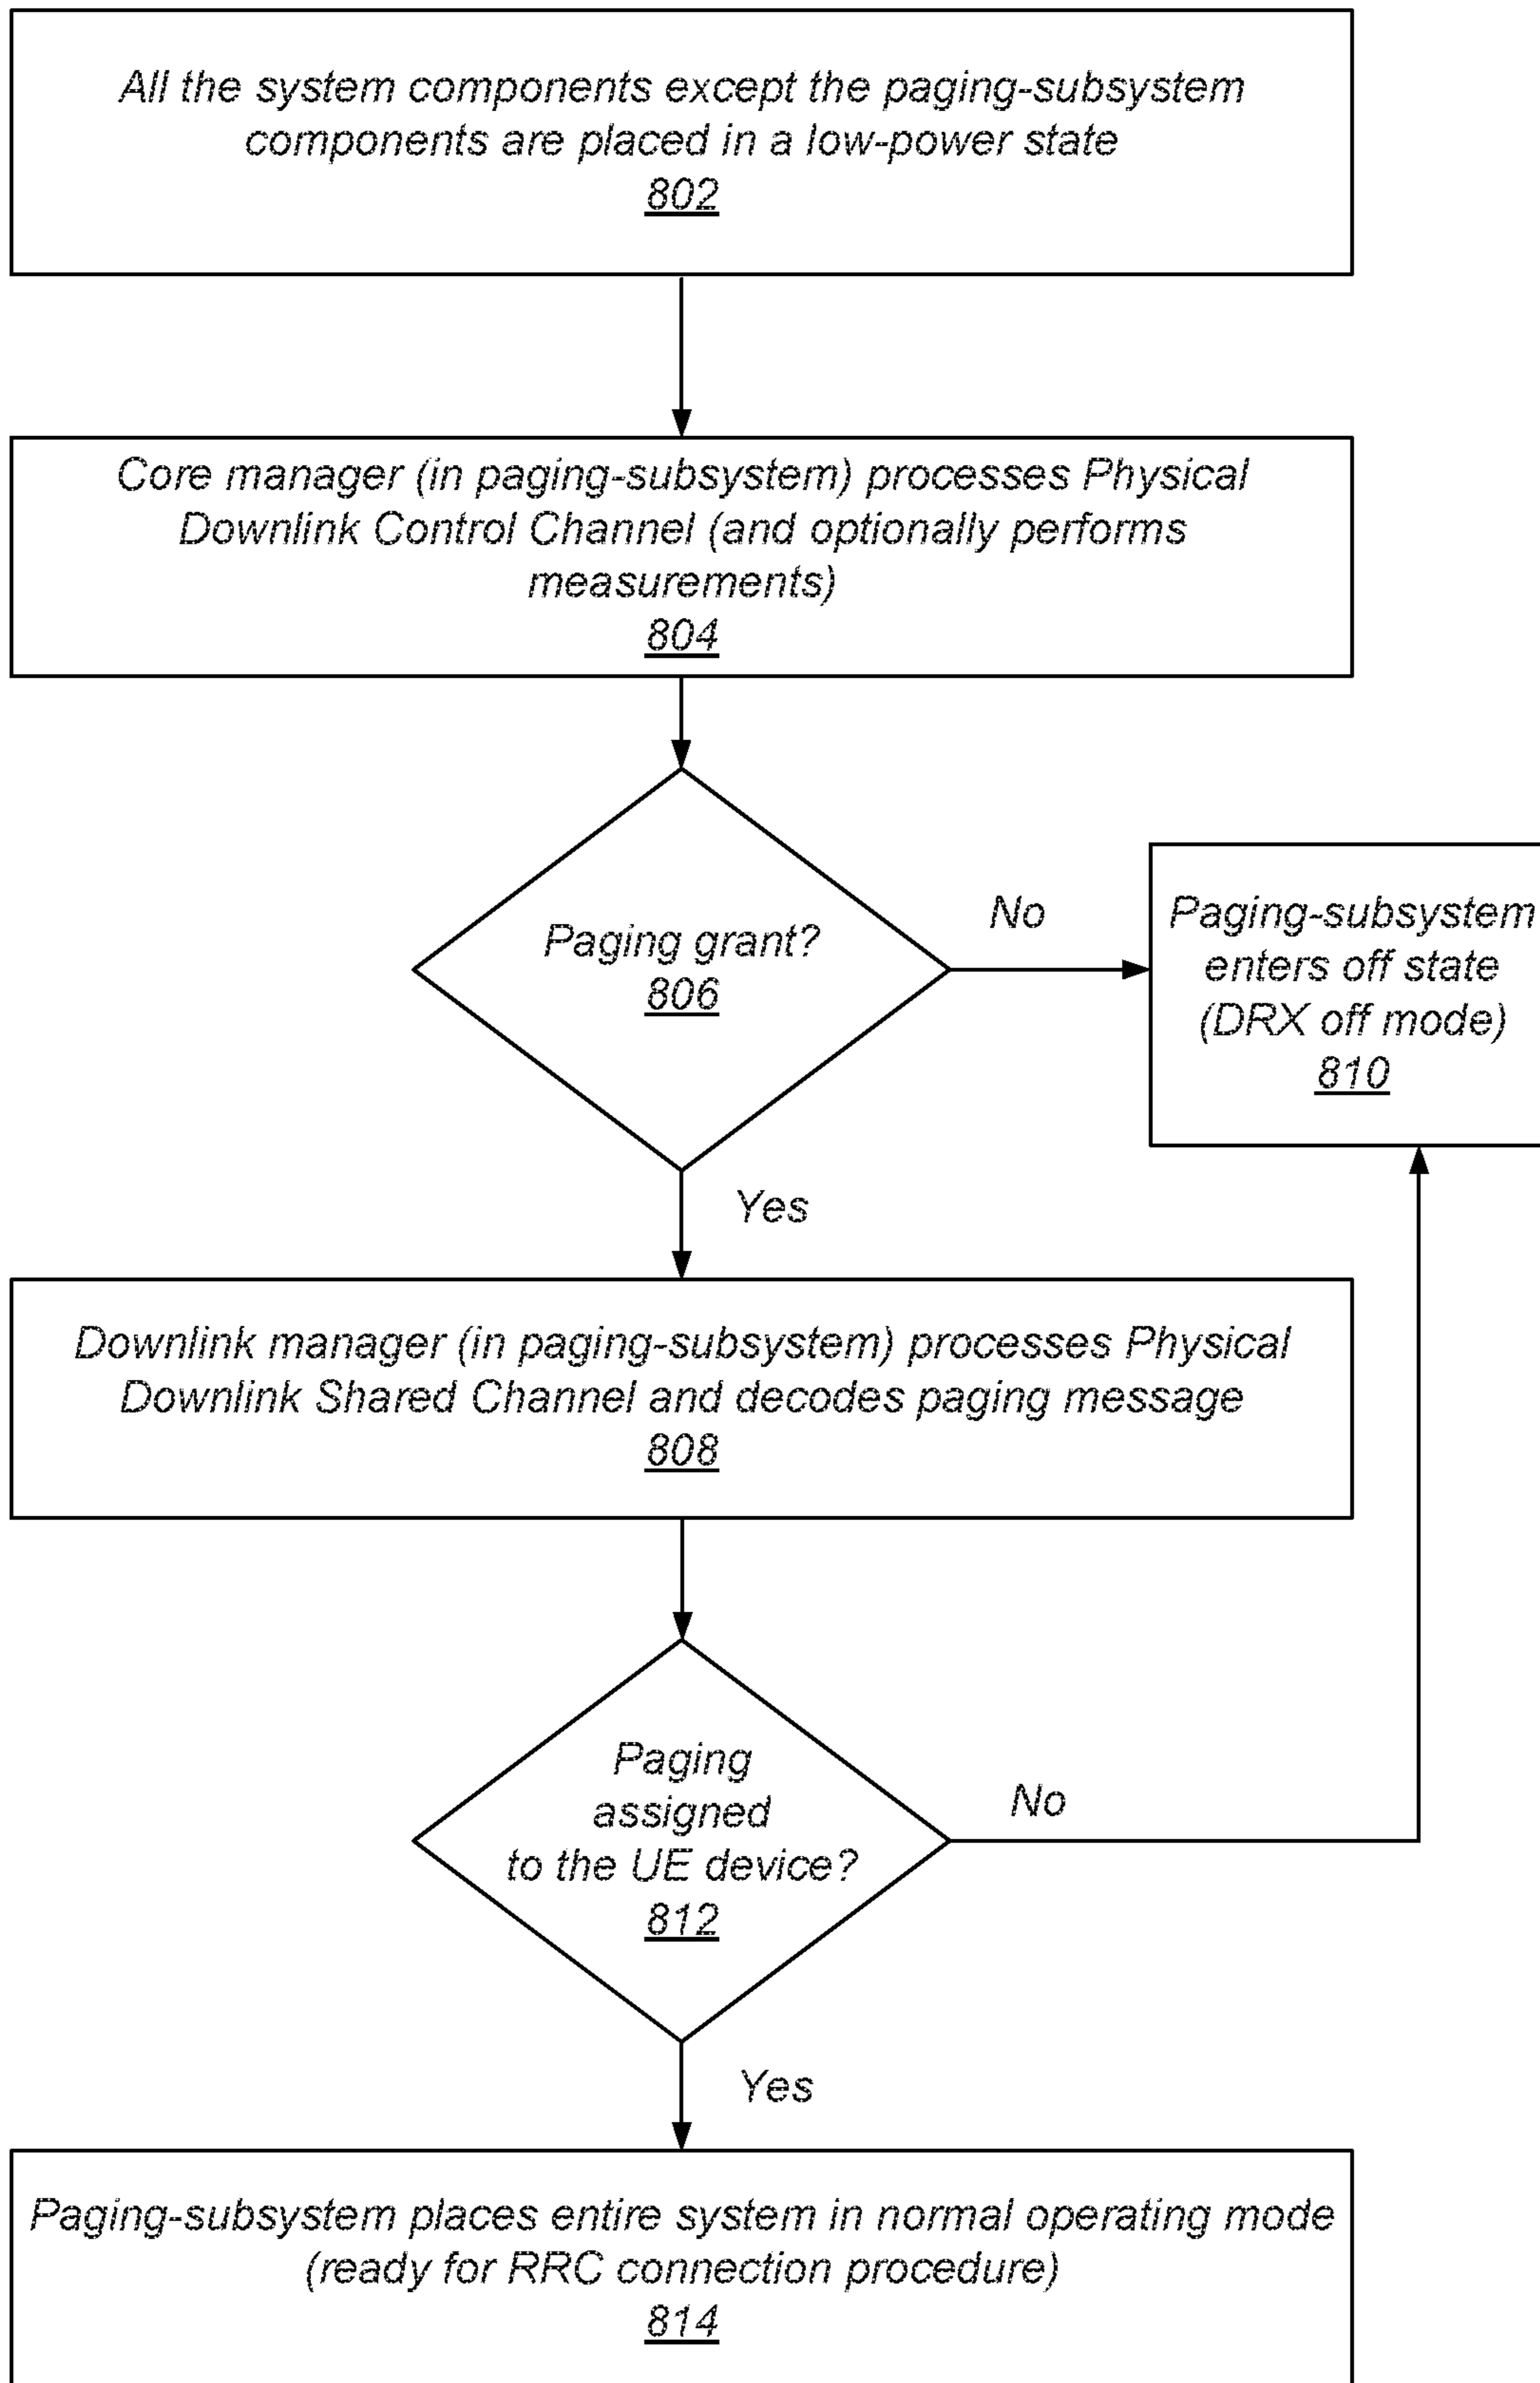 All the system components except the paging-subsystem
components are placed in a low-power state
802
Core manager (in paging-subsystem) processes Physical
Downlink Control Channel (and optionally performs
measurements)
804
Paging grant?
806
No
Paging-subsystem
enters off state
(DRX off mode)
810
Yes
Downlink manager (in paging-subsystem) processes Physical
Downlink Shared Channel and decodes paging message
808
Paging
assigned
to the UE device?
812
No
Yes
Paging-subsystem places entire system in normal operating mode
(ready for RRC connection procedure)
814